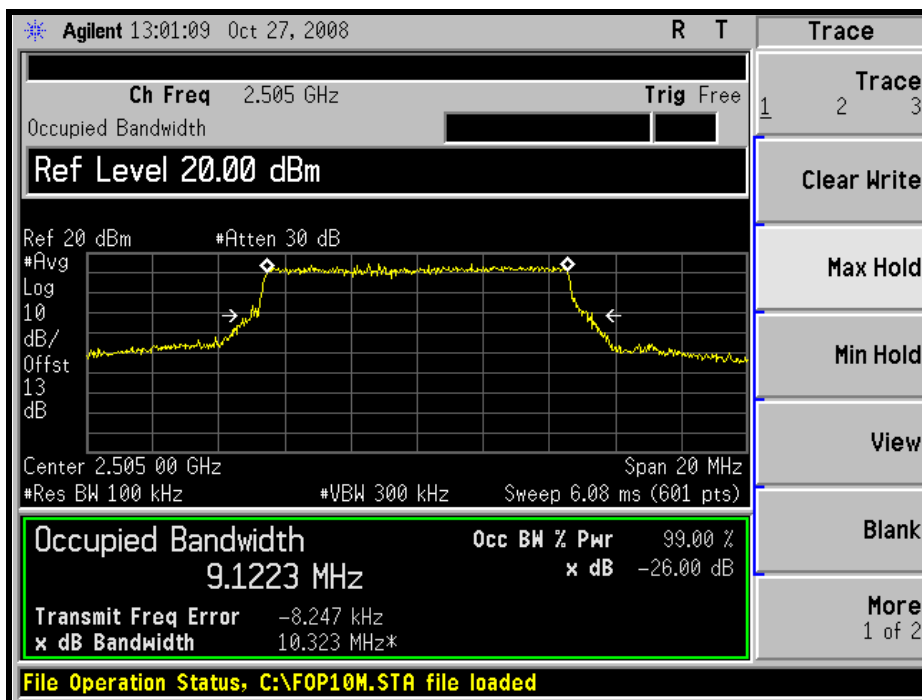 Agilent 13:01:09 Oct 27, 2008 R T
Trace
Ch Freq 2.505 GHz Trig Free
Occupied Bandwidth
Ref Level 20.00 dBm
Ref 20 dBm #Atten 30 dB
#Avg
Log
10
dB/
Offst
13
dB
Center 2.505 00 GHz Span 20 MHz
#Res BW 100 kHz #VBW 300 kHz Sweep 6.08 ms (601 pts)
Occupied Bandwidth
9.1223 MHz
Occ BW % Pwr 99.00 %
x dB -26.00 dB
Transmit Freq Error -8.247 kHz
x dB Bandwidth 10.323 MHz*
File Operation Status, C:\FOP10M.STA file loaded
Trace
1 2 3
Clear Write
Max Hold
Min Hold
View
Blank
More
1 of 2